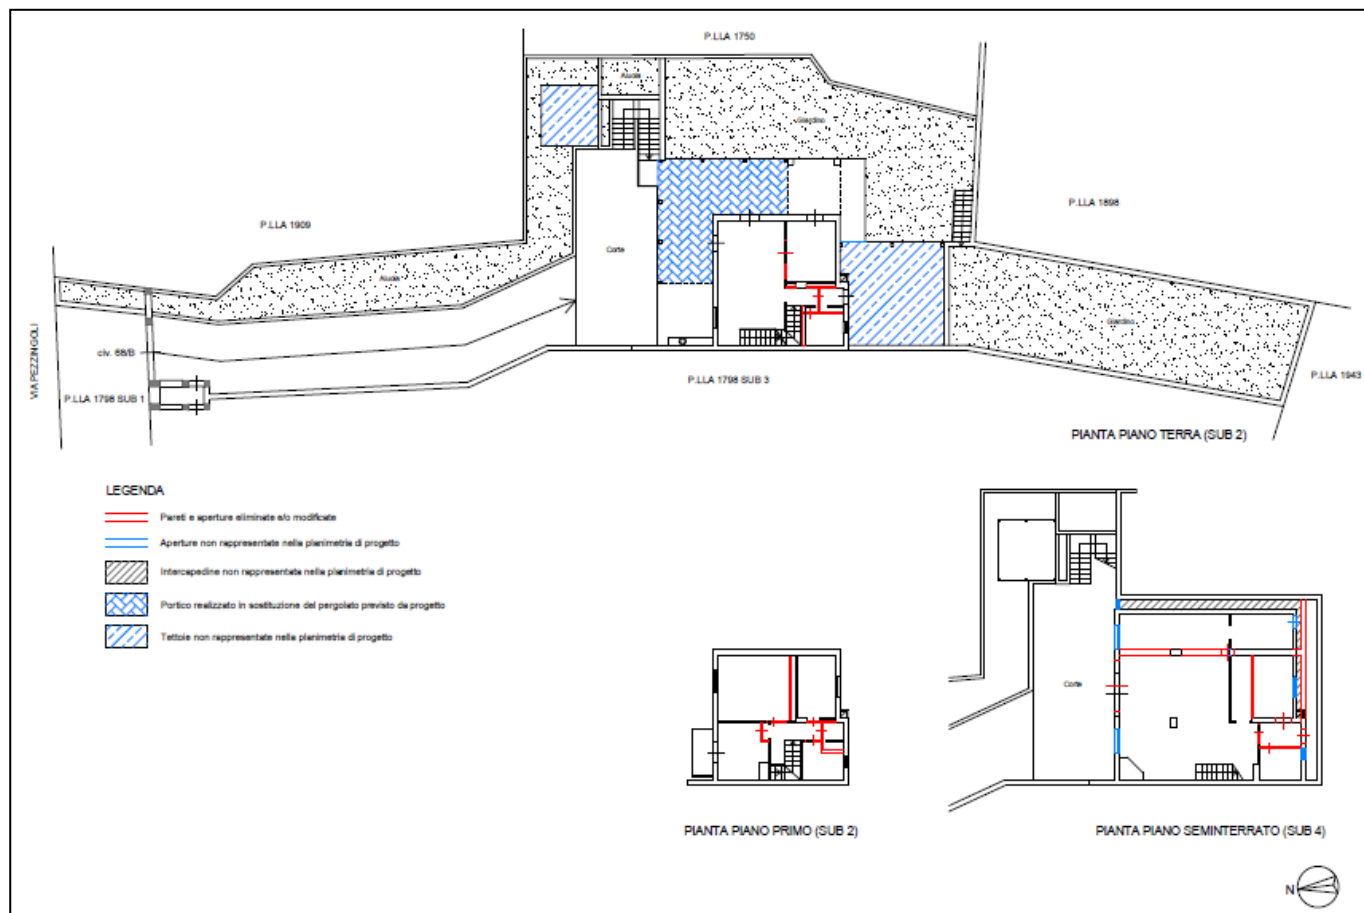 P.LLA 1750
Aiuola
Giardino
P.LLA 1898
P.LLA 1909
Corte
Aiuola
Giardino
VIA PEZZINGOLI
civ. 68/B
P.LLA 1798 SUB 1
P.LLA 1798 SUB 3
P.LLA 1943
PIANTA PIANO TERRA (SUB 2)
LEGENDA
Pareti e aperture eliminate e/o modificate
Aperture non rappresentate nella planimetria di progetto
Intercapedine non rappresentata nella planimetria di progetto
Portico realizzato in sostituzione del pergolato previsto da progetto
Tettoie non rappresentate nella planimetria di progetto
Corte
PIANTA PIANO PRIMO (SUB 2)
PIANTA PIANO SEMINTERRATO (SUB 4)
N